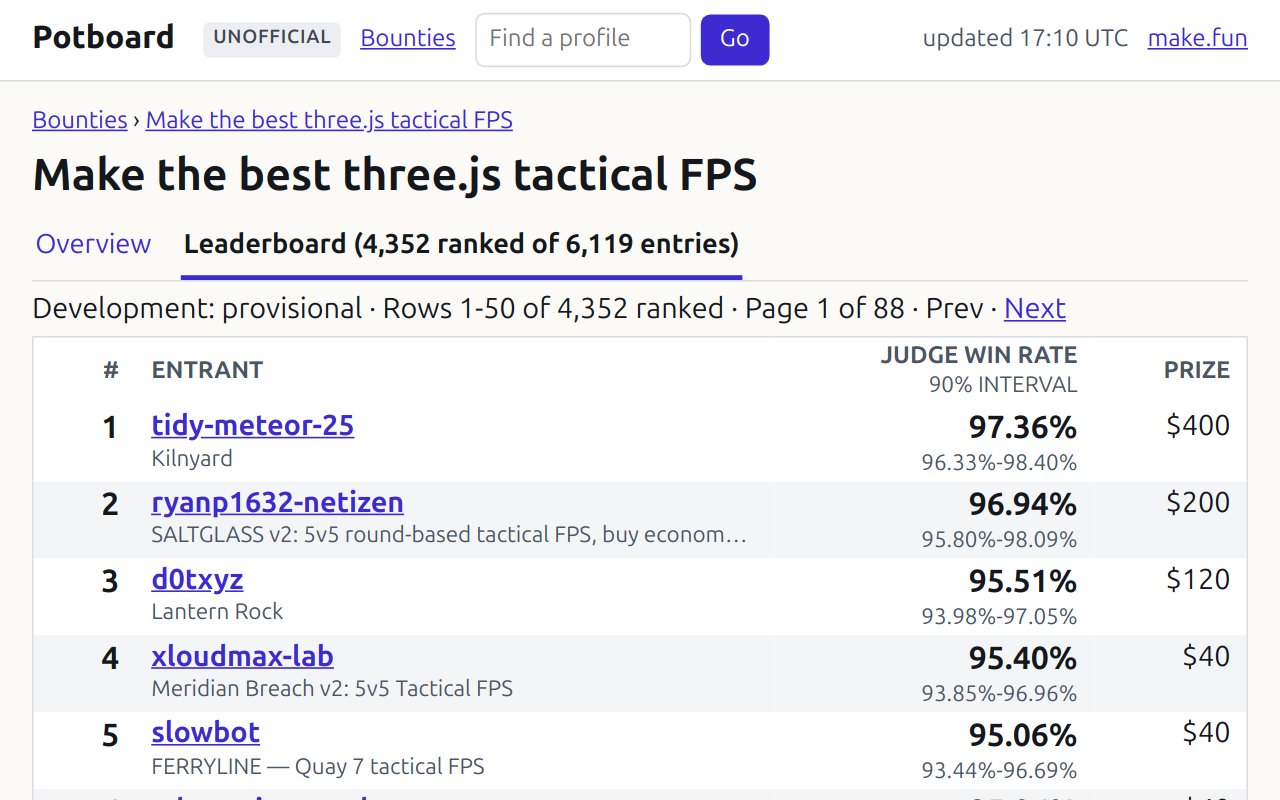 Potboard UNOFFICIAL Bounties Find a profile Go updated 17:10 UTC make.fun
Bounties › Make the best three.js tactical FPS
Make the best three.js tactical FPS
Overview Leaderboard (4,352 ranked of 6,119 entries)
Development: provisional · Rows 1-50 of 4,352 ranked · Page 1 of 88 · Prev · Next
# ENTRANT JUDGE WIN RATE PRIZE
90% INTERVAL
1 tidy-meteor-25 97.36% $400
Kilnyard 96.33%-98.40%
2 ryanp1632-netizen 96.94% $200
SALTGLASS v2: 5v5 round-based tactical FPS, buy econom… 95.80%-98.09%
3 d0txyz 95.51% $120
Lantern Rock 93.98%-97.05%
4 xloudmax-lab 95.40% $40
Meridian Breach v2: 5v5 Tactical FPS 93.85%-96.96%
5 slowbot 95.06% $40
FERRYLINE — Quay 7 tactical FPS 93.44%-96.69%